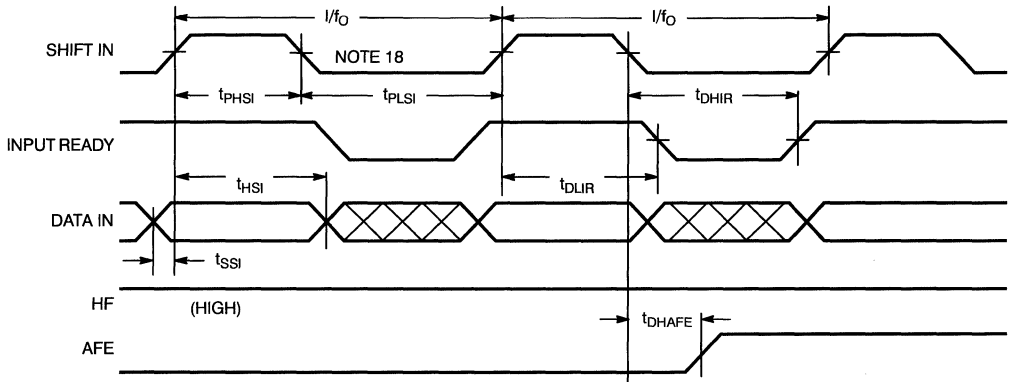 I/fO I/fO
SHIFT IN
NOTE 18
tPHSI tPLSI tDHIR
INPUT READY
tHSI tDLIR
DATA IN
tSSI
HF (HIGH)
tDHAFE
AFE